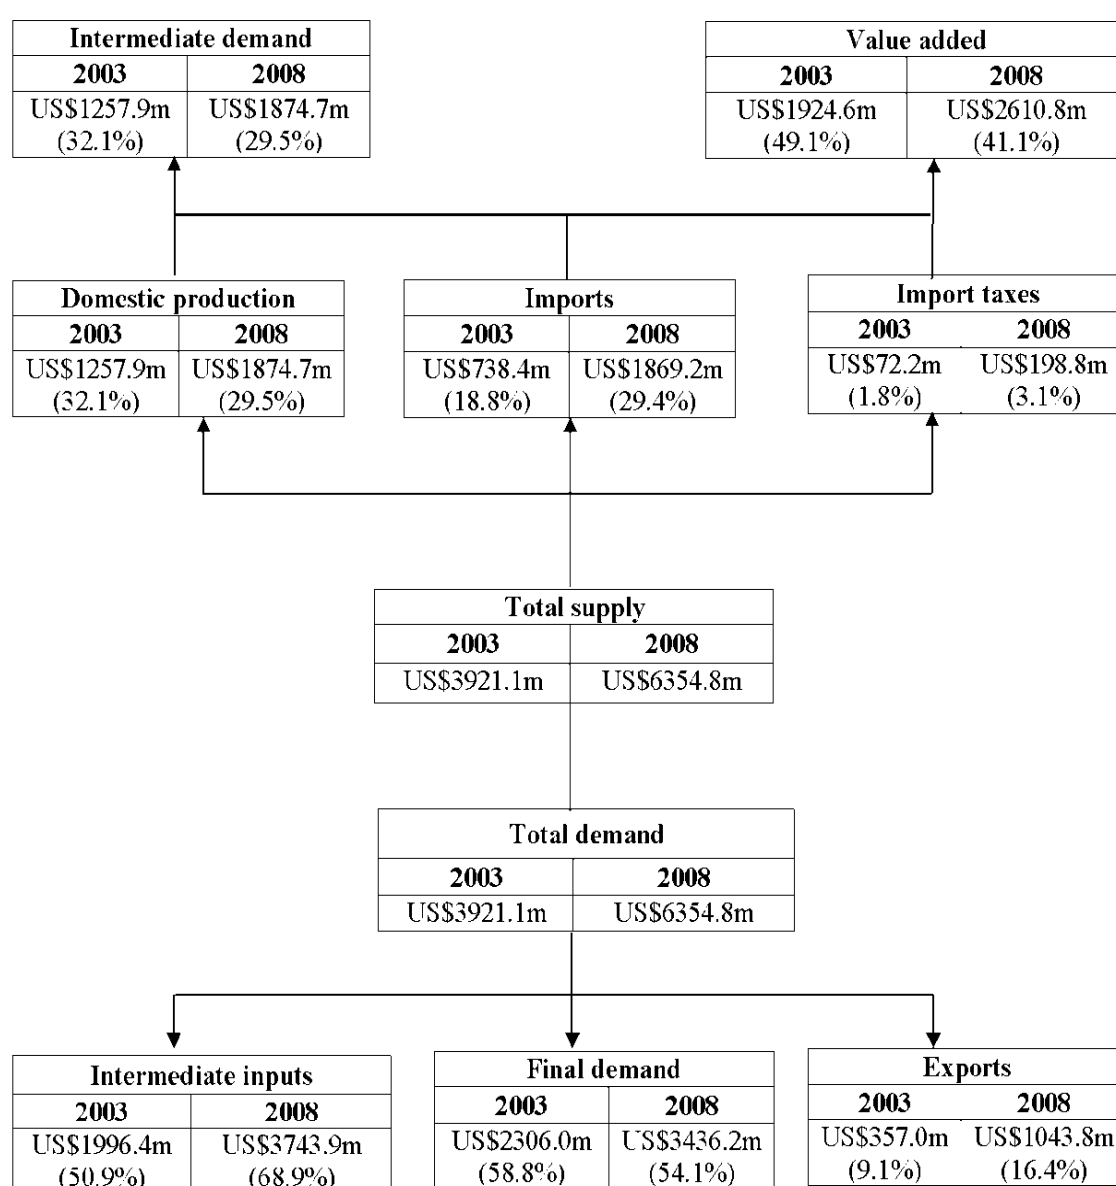 Intermediate demand
2003 2008
US$1257.9m US$1874.7m
(32.1%) (29.5%)
Value added
2003 2008
US$1924.6m US$2610.8m
(49.1%) (41.1%)
Domestic production
2003 2008
US$1257.9m US$1874.7m
(32.1%) (29.5%)
Imports
2003 2008
US$738.4m US$1869.2m
(18.8%) (29.4%)
Import taxes
2003 2008
US$72.2m US$198.8m
(1.8%) (3.1%)
Total supply
2003 2008
US$3921.1m US$6354.8m
Total demand
2003 2008
US$3921.1m US$6354.8m
Intermediate inputs
2003 2008
US$1996.4m US$3743.9m
(50.9%) (68.9%)
Final demand
2003 2008
US$2306.0m US$3436.2m
(58.8%) (54.1%)
Exports
2003 2008
US$357.0m US$1043.8m
(9.1%) (16.4%)